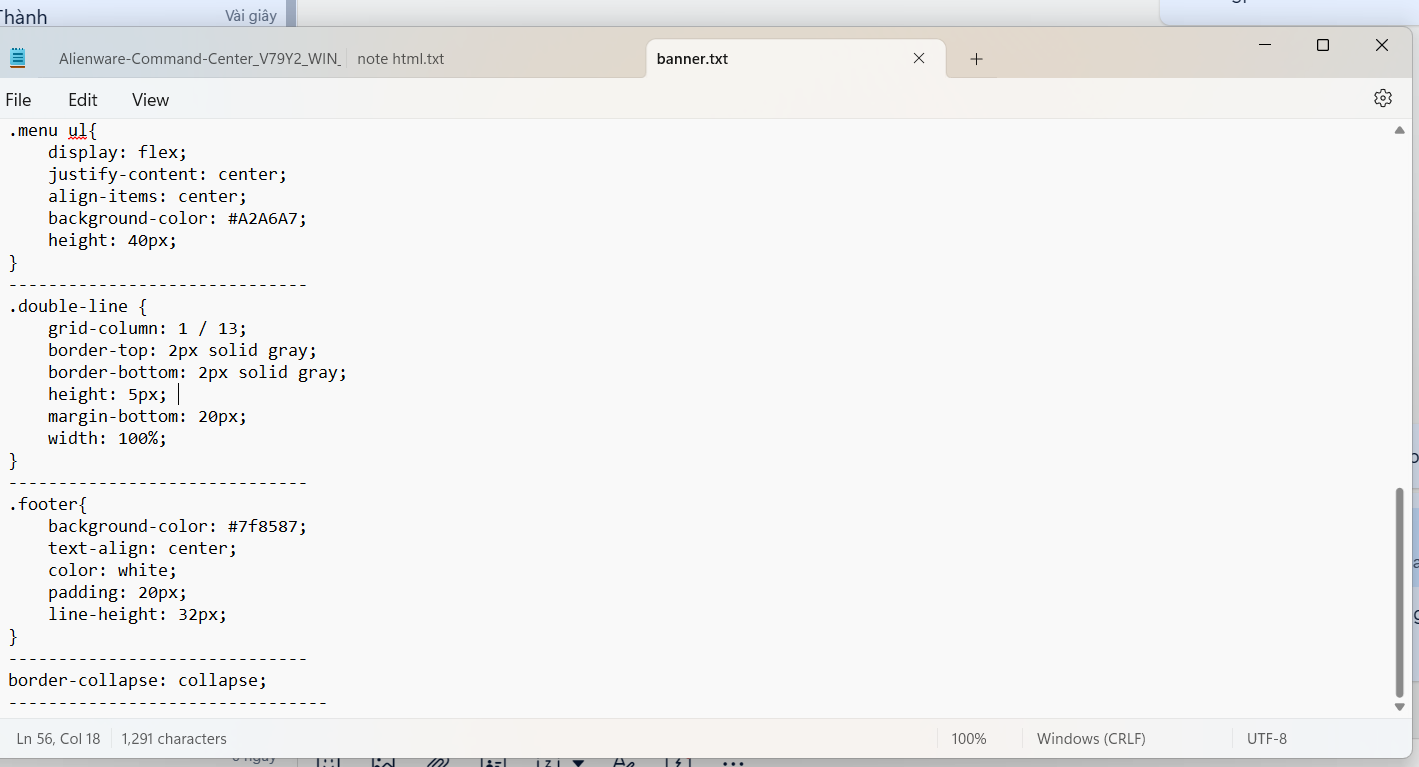 Thành
Vài giây
Alienware-Command-Center_V79Y2_WIN_
note html.txt
banner.txt
File
Edit
View
.menu ul{
    display: flex;
    justify-content: center;
    align-items: center;
    background-color: #A2A6A7;
    height: 40px;
}
------------------------------
.double-line {
    grid-column: 1 / 13;
    border-top: 2px solid gray;
    border-bottom: 2px solid gray;
    height: 5px;
    margin-bottom: 20px;
    width: 100%;
}
------------------------------
.footer{
    background-color: #7f8587;
    text-align: center;
    color: white;
    padding: 20px;
    line-height: 32px;
}
------------------------------
border-collapse: collapse;
--------------------------------
Ln 56, Col 18
1,291 characters
100%
Windows (CRLF)
UTF-8